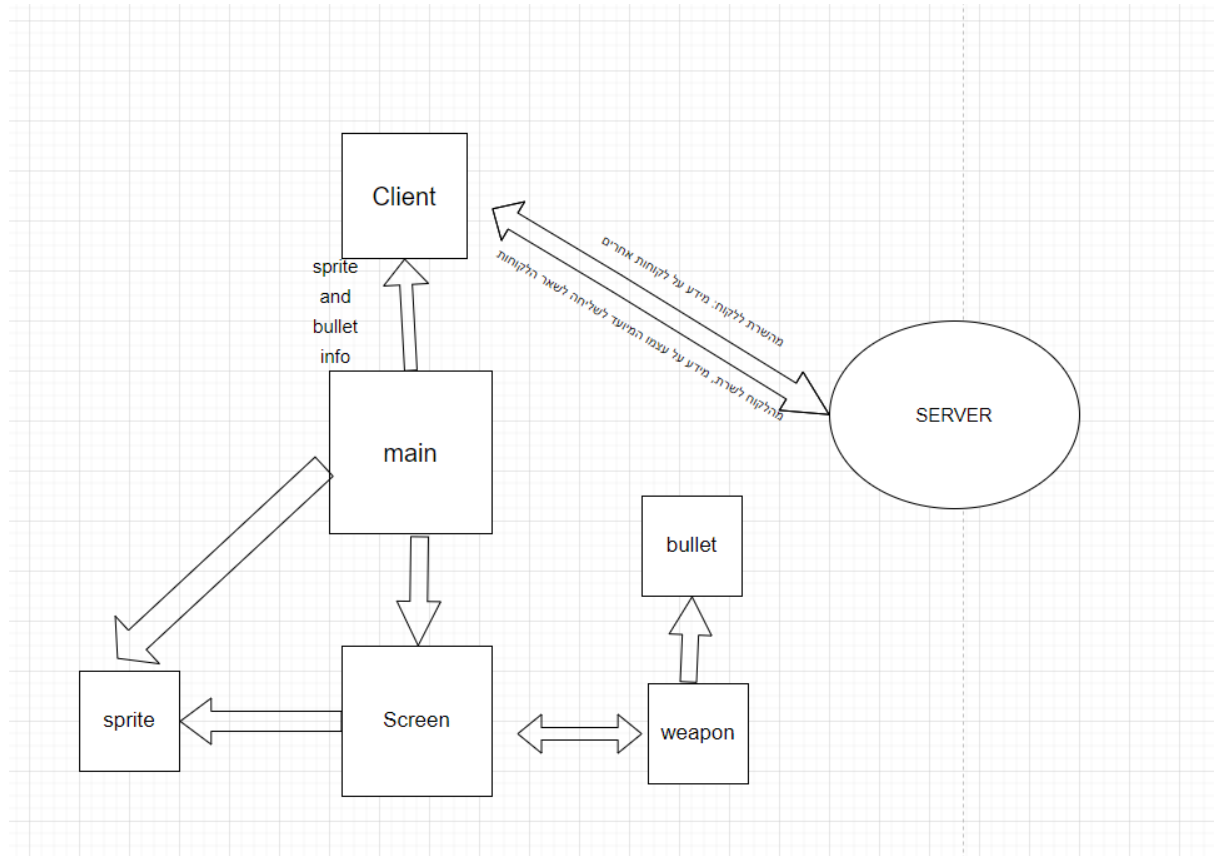 Client
sprite
and
bullet
info
מהשרת ללקוח: מידע על לקוחות אחרים
מהלקוח לשרת, מידע על עצמו המיועד לשליחה לשאר הלקוחות
SERVER
main
bullet
sprite
Screen
weapon